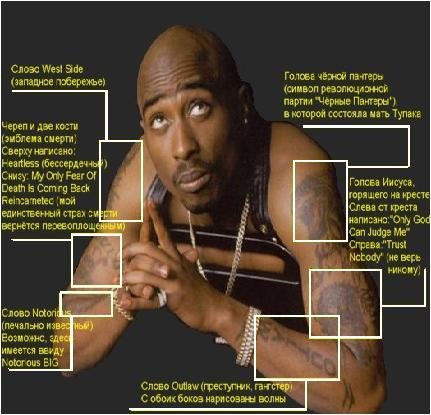 Слово West Side
(западное побережье)
Голова чёрной пантеры
(символ революционной
партии "Чёрные Пантеры")
в которой состояла мать Тупака
Череп и две кости
(эмблема смерти)
Сверху написано:
Heartless (бессердечный)
Снизу: My Only Fear Of
Death Is Coming Back
Reincarneted (мой
единственный страх смерти
вернётся перевоплощенным)
Голова Иисуса,
горящего на кресте
Слева от креста
написано:"Only God
Can Judge Me"
Справа:"Trust
Nobody" (не верь
никому)
Слово Notorious
(печально известный)
Возможно, здесь
имеется ввиду
Notorious BIG
Слово Outlaw (преступник, гангстер)
С обоих боков нарисованы волны